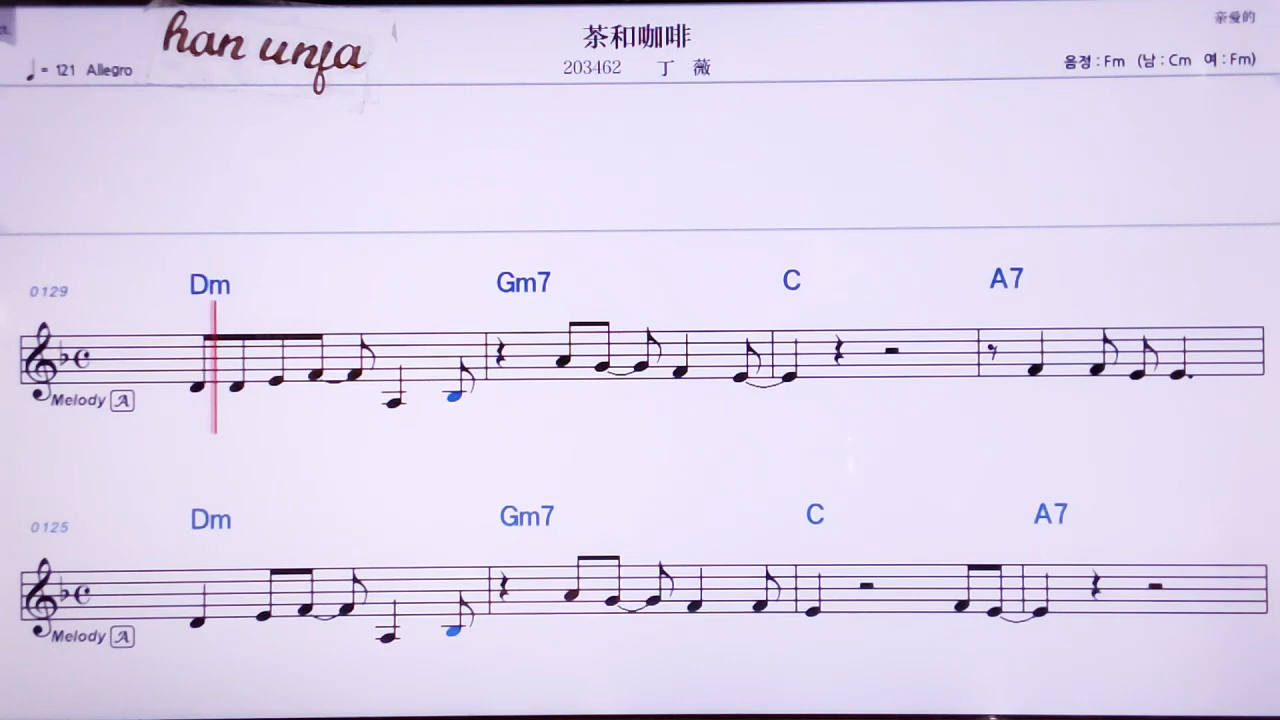 han unfa
茶和咖啡
亲爱的
♩= 121 Allegro
203462 丁 薇
음정 : Fm (남 : Cm 여 : Fm)
0129 Dm Gm7 C A7
Melody A
0125 Dm Gm7 C A7
Melody A